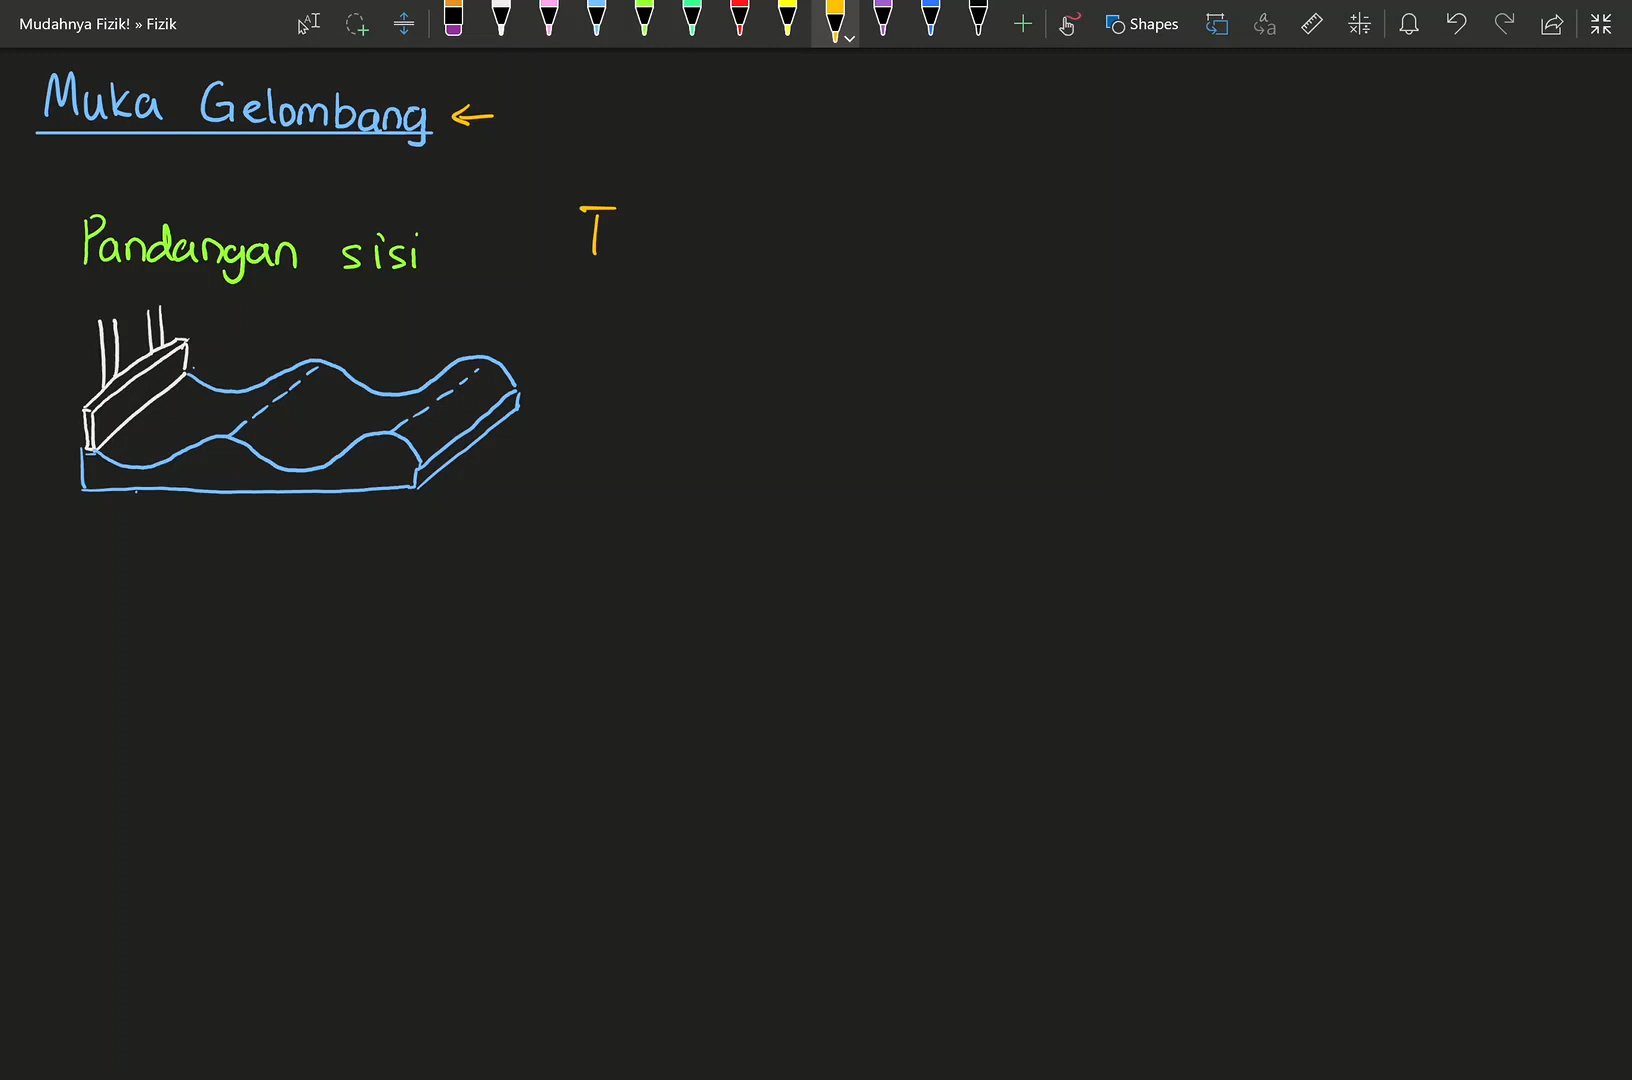 Mudahnya Fizik! » Fizik
Shapes
Muka Gelombang ←
Pandangan sisi
T